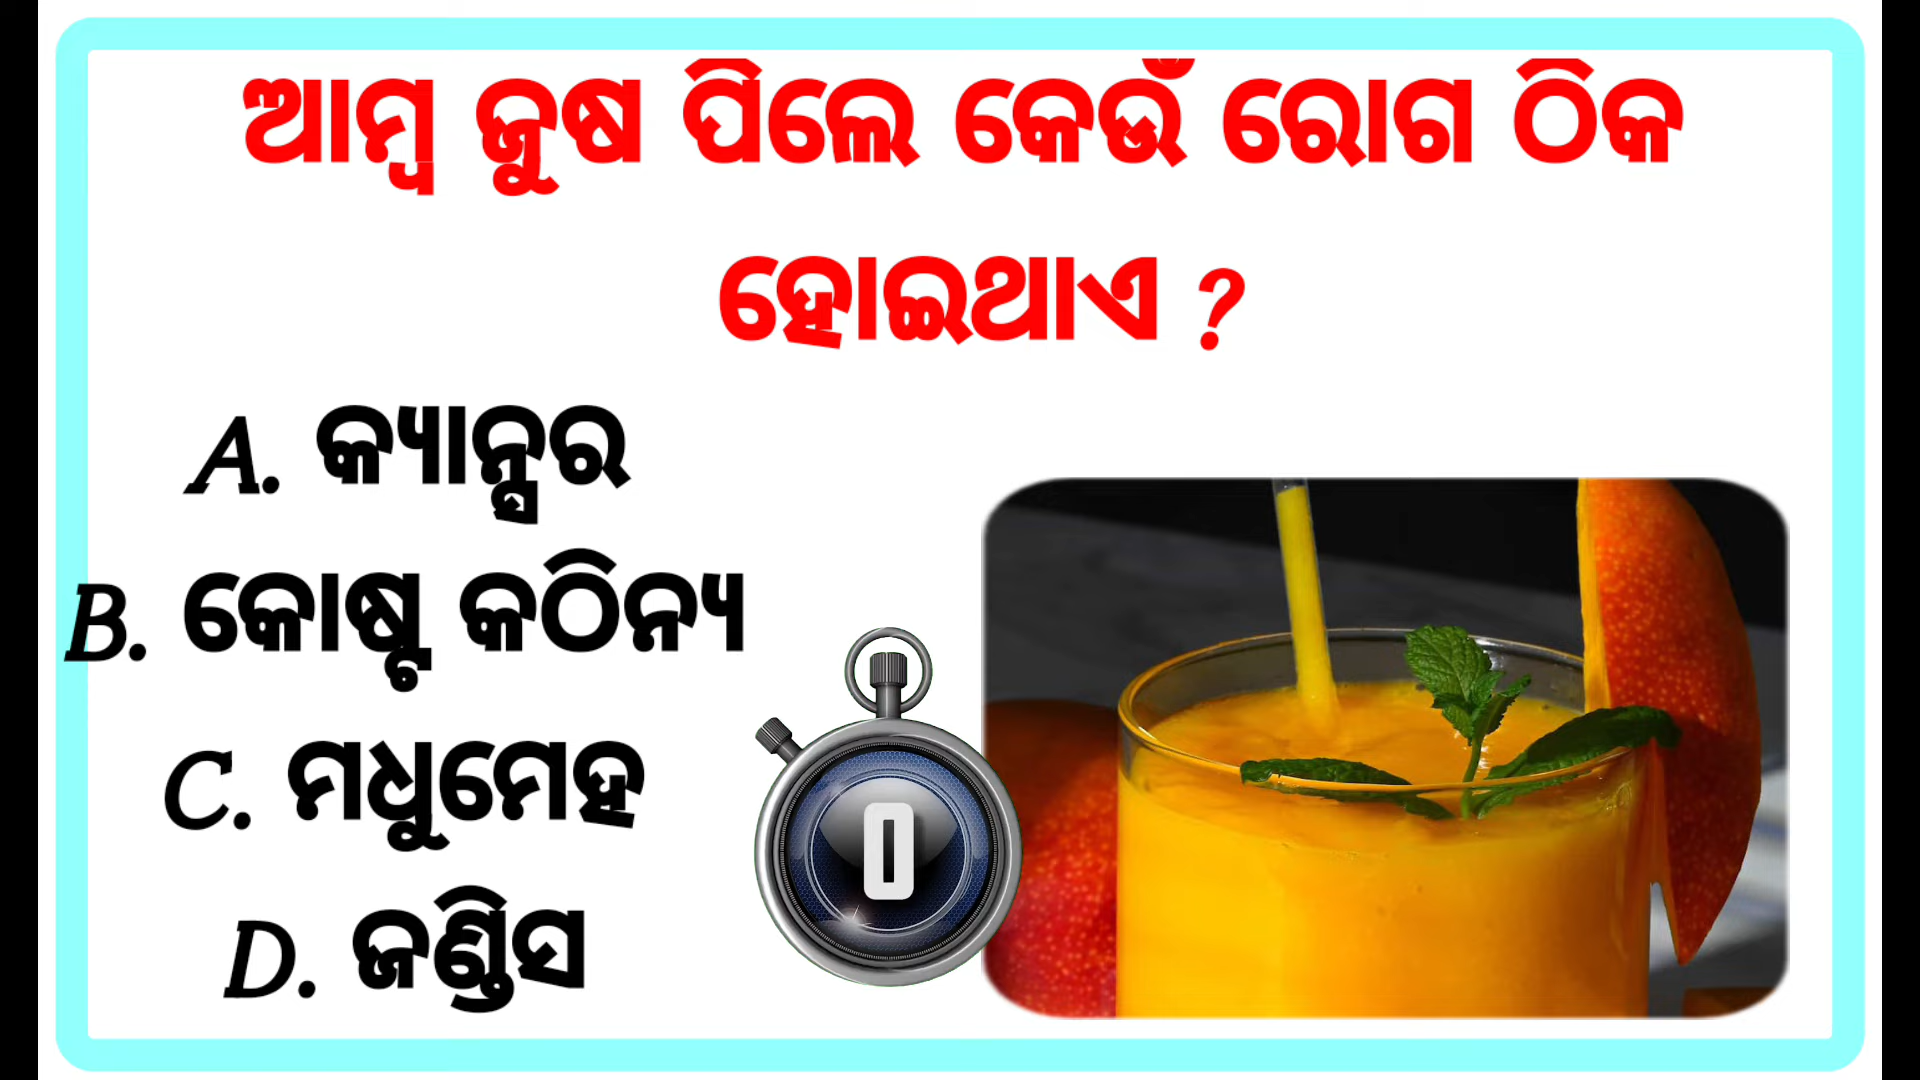 ଆମ୍ବ ଜୁଷ ପିଲେ କେଉଁ ରୋଗ ଠିକ
ହୋଇଥାଏ ?
A. କ୍ୟାନ୍ସର
B. କୋଷ୍ଟ କଠିନ୍ୟ
C. ମଧୁମେହ
D. ଜଣ୍ଡିସ
0